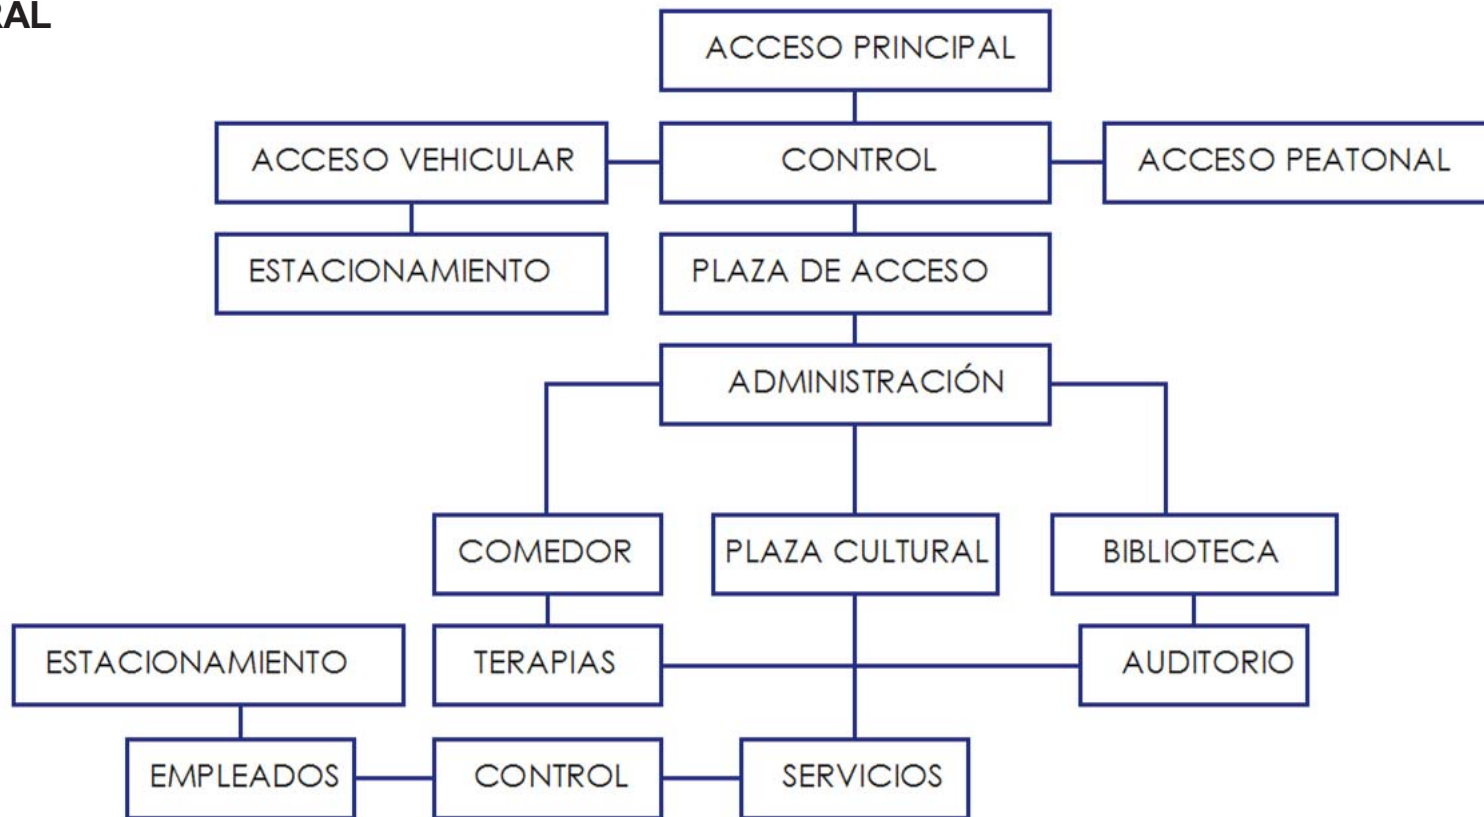 RAL
ACCESO PRINCIPAL
ACCESO VEHICULAR
CONTROL
ACCESO PEATONAL
ESTACIONAMIENTO
PLAZA DE ACCESO
ADMINISTRACIÓN
COMEDOR
PLAZA CULTURAL
BIBLIOTECA
ESTACIONAMIENTO
TERAPIAS
AUDITORIO
EMPLEADOS
CONTROL
SERVICIOS